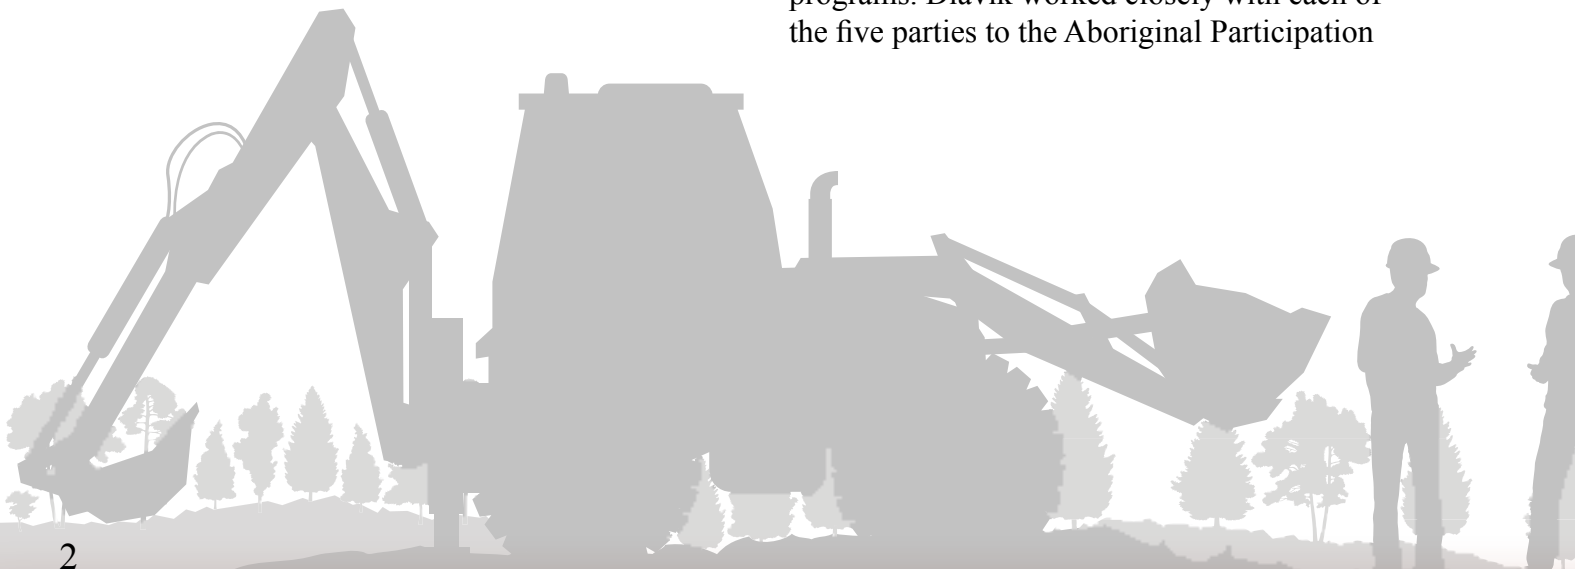 programs. Diavik worked closely with each of
the five parties to the Aboriginal Participation
2